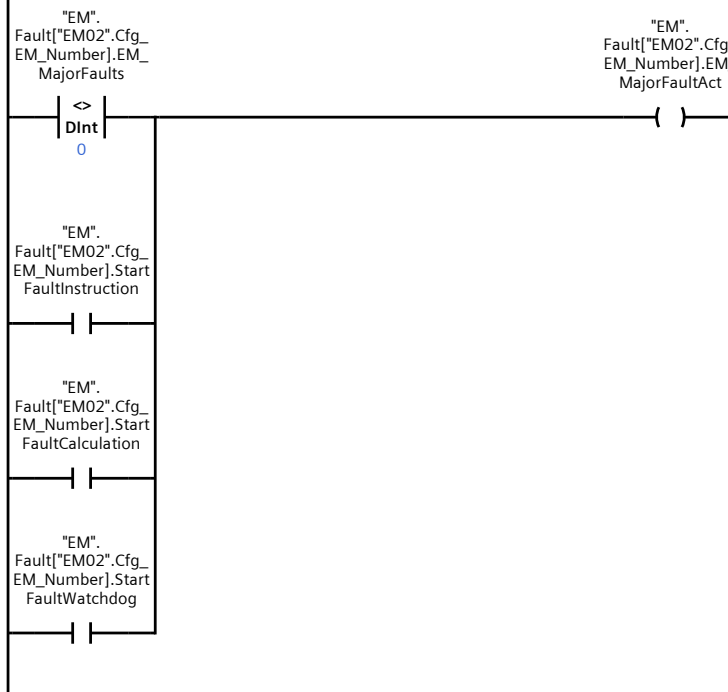 "EM".
Fault["EM02".Cfg_
EM_Number].EM_
MajorFaults
<>
DInt
0
"EM".
Fault["EM02".Cfg
EM_Number].EM
MajorFaultAct
"EM".
Fault["EM02".Cfg_
EM_Number].Start
FaultInstruction
"EM".
Fault["EM02".Cfg_
EM_Number].Start
FaultCalculation
"EM".
Fault["EM02".Cfg_
EM_Number].Start
FaultWatchdog